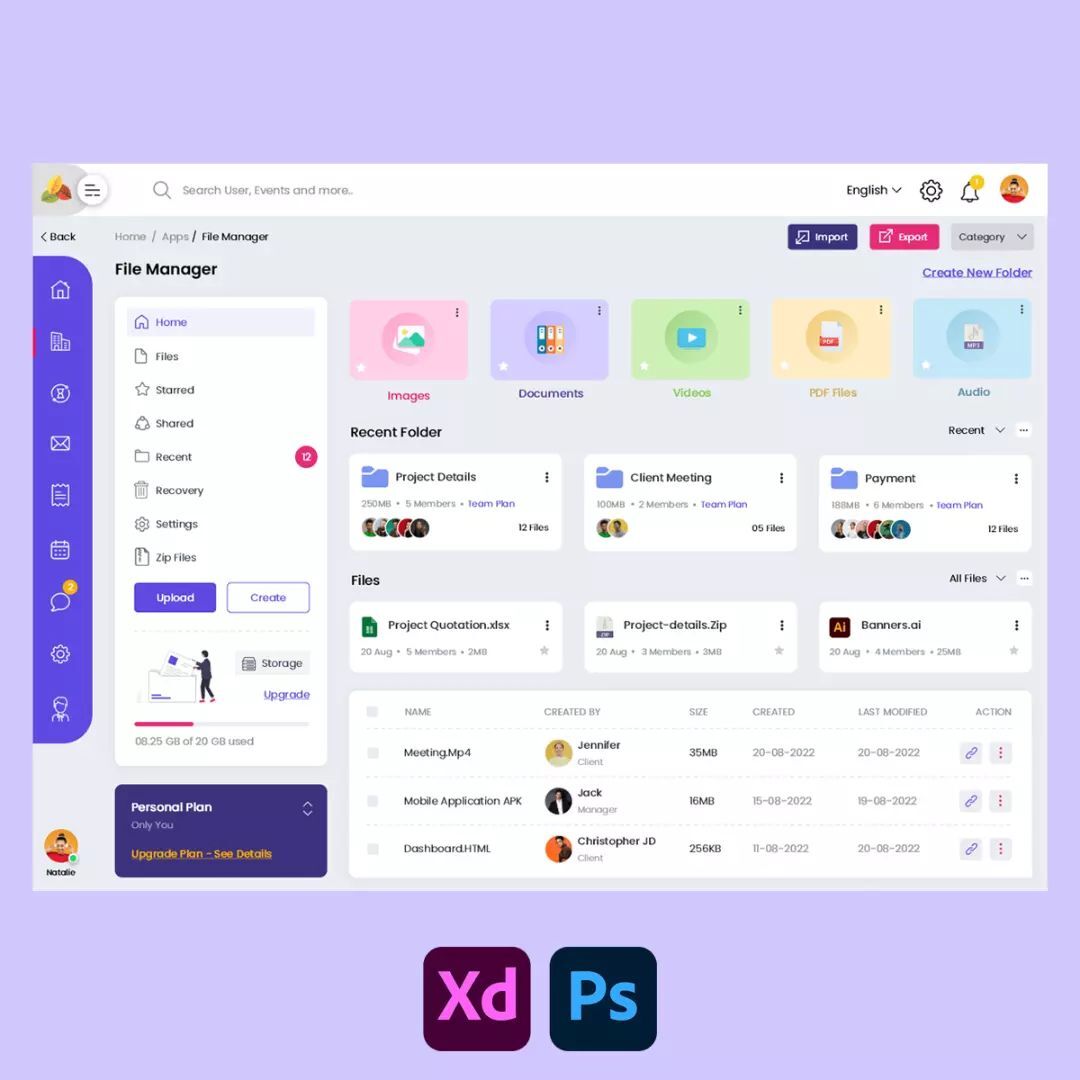 Search User, Events and more..
English
1
Back
Home / Apps / File Manager
Import
Export
Category
File Manager
Create New Folder
Home
Files
Starred
Shared
Recent
12
Recovery
Settings
Zip Files
Upload
Create
Storage
Upgrade
08.25 GB of 20 GB used
Personal Plan
Only You
Upgrade Plan - See Details
2
Natalie
PDF
MP3
Images
Documents
Videos
PDF Files
Audio
Recent Folder
Recent
Project Details
250MB • 5 Members • Team Plan
12 Files
Client Meeting
100MB • 2 Members • Team Plan
05 Files
Payment
188MB • 6 Members • Team Plan
12 Files
Files
All Files
Project Quotation.xlsx
20 Aug • 5 Members • 2MB
ZIP
Project-details.Zip
20 Aug • 3 Members • 3MB
Ai
Banners.ai
20 Aug • 4 Members • 25MB
NAME CREATED BY SIZE CREATED LAST MODIFIED ACTION
Meeting.Mp4 Jennifer 35MB 20-08-2022 20-08-2022
Client
Mobile Application APK Jack 16MB 15-08-2022 19-08-2022
Manager
Dashboard.HTML Christopher JD 256KB 11-08-2022 20-08-2022
Client
Xd
Ps